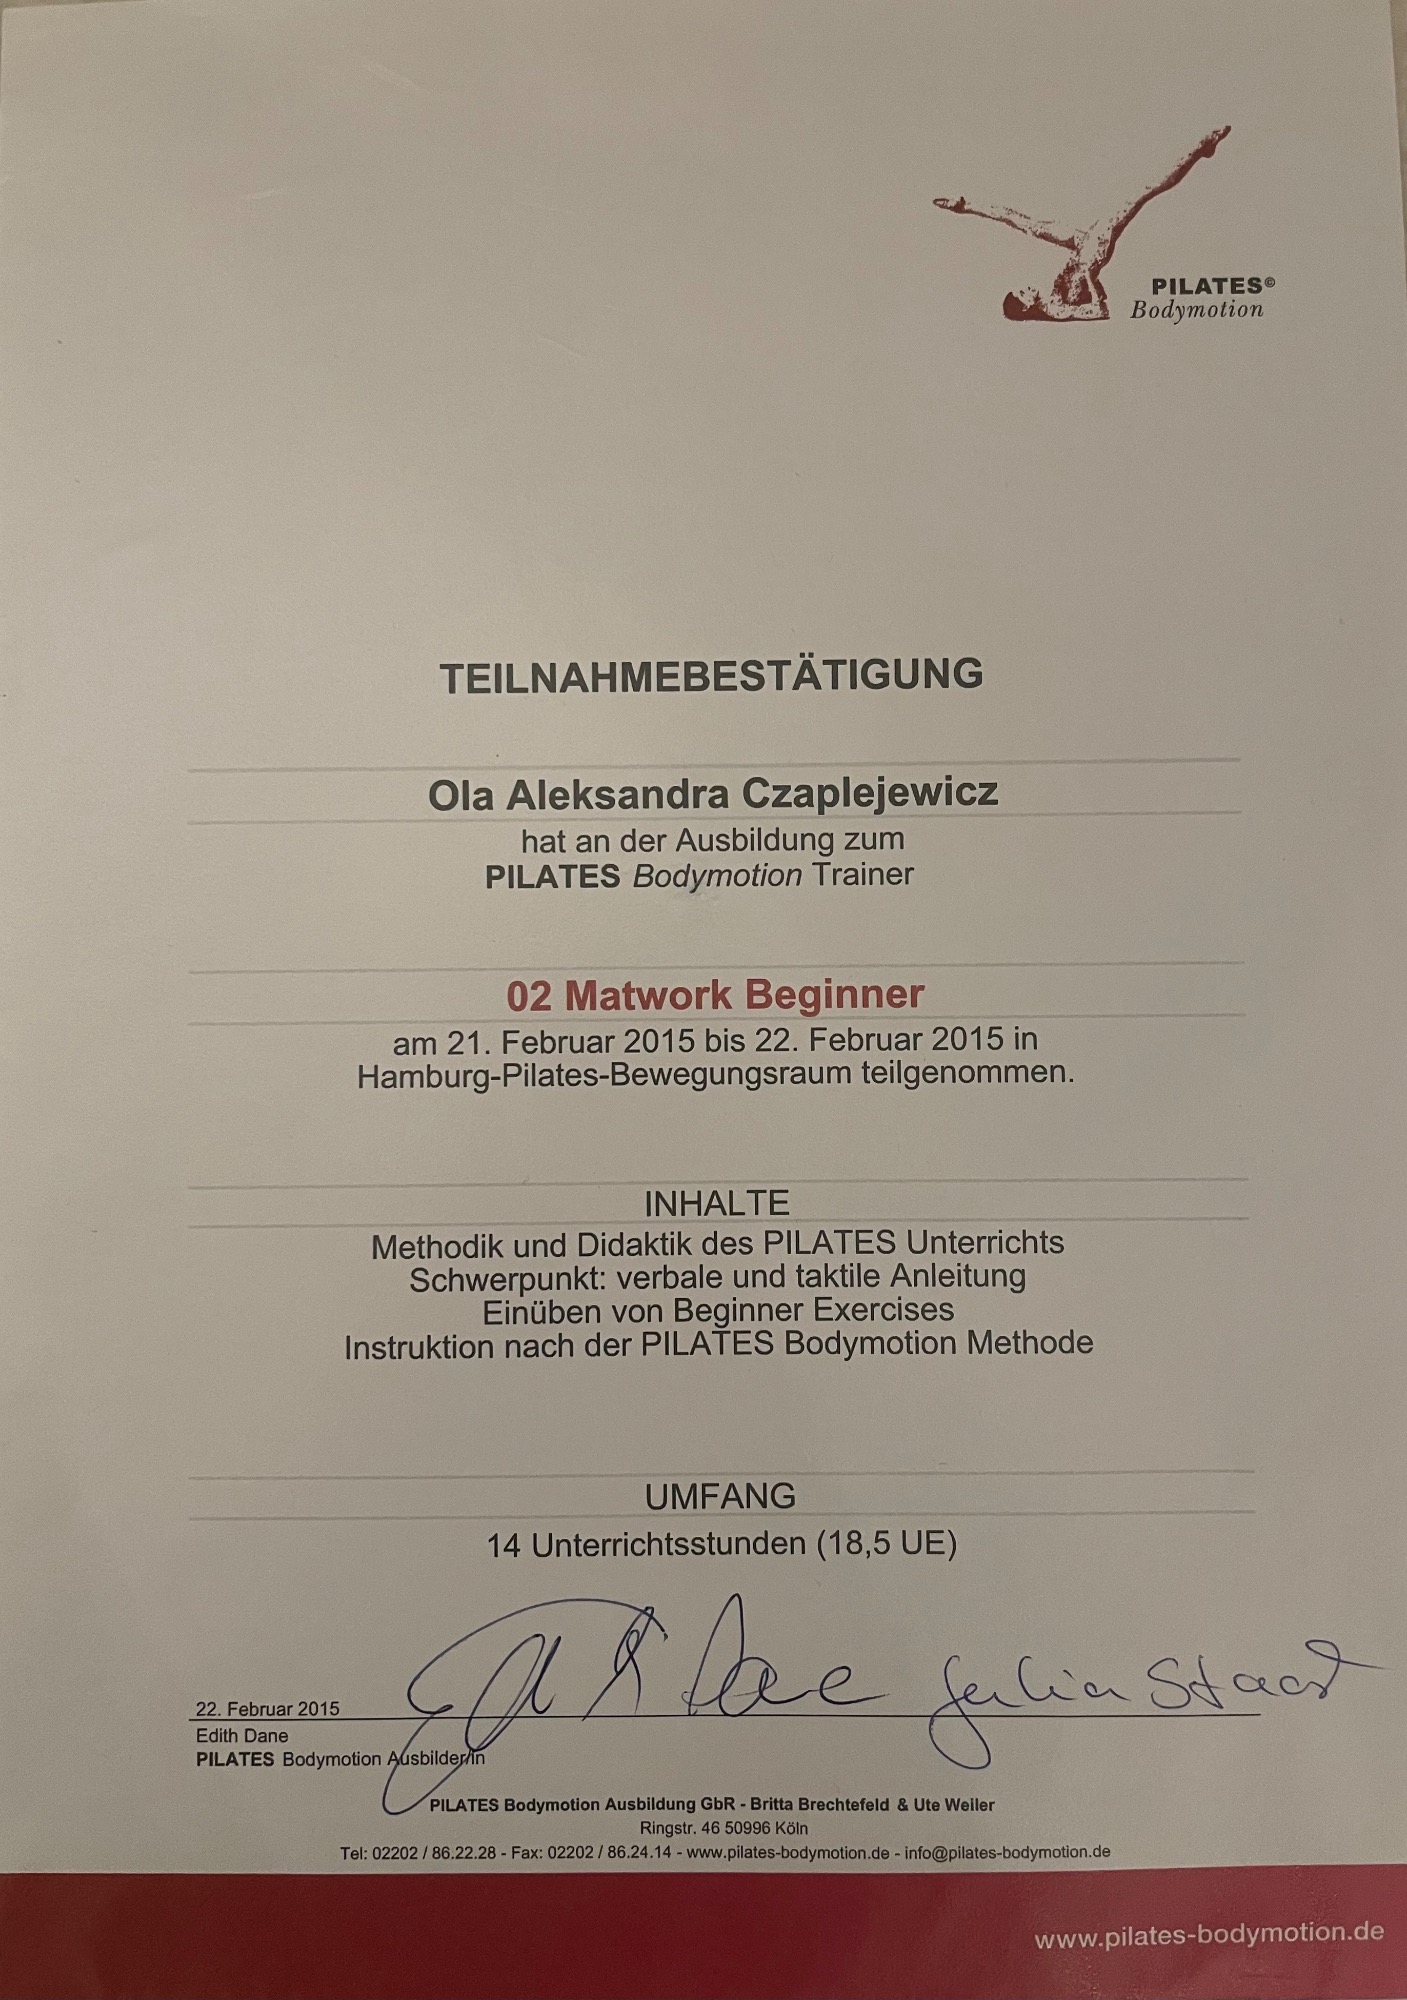 PILATES©
Bodymotion
TEILNAHMEBESTÄTIGUNG
Ola Aleksandra Czaplejewicz
hat an der Ausbildung zum
PILATES Bodymotion Trainer
02 Matwork Beginner
am 21. Februar 2015 bis 22. Februar 2015 in
Hamburg-Pilates-Bewegungsraum teilgenommen.
INHALTE
Methodik und Didaktik des PILATES Unterrichts
Schwerpunkt: verbale und taktile Anleitung
Einüben von Beginner Exercises
Instruktion nach der PILATES Bodymotion Methode
UMFANG
14 Unterrichtsstunden (18,5 UE)
Julia
22. Februar 2015
Edith Dane
PILATES Bodymotion Ausbilder/in
PILATES Bodymotion Ausbildung GbR - Britta Brechtefeld & Ute Weiler
Ringstr. 46 50996 Köln
Tel: 02202 / 86.22.28 - Fax: 02202 / 86.24.14 - www.pilates-bodymotion.de - info@pilates-bodymotion.de
www.pilates-bodymotion.de